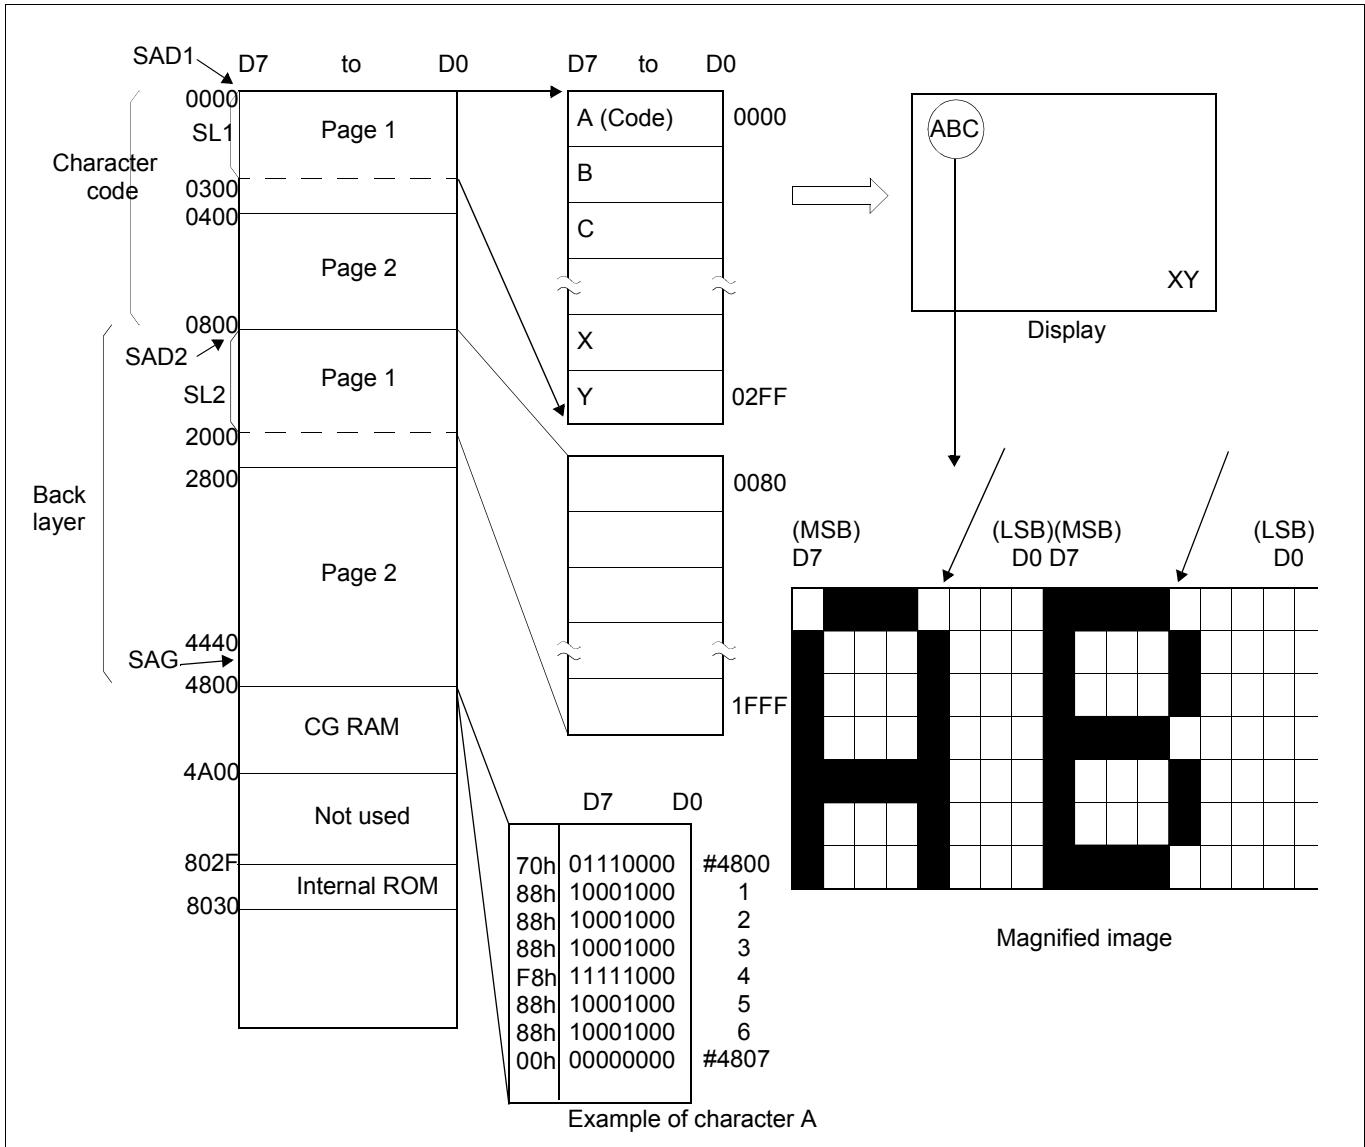 SAD1
D7 to D0
0000
SL1
Page 1
Character
code
0300
0400
Page 2
0800
SAD2
Page 1
SL2
2000
2800
Back
layer
Page 2
4440
SAG
4800
CG RAM
4A00
Not used
802F
Internal ROM
8030
D7 to D0
A (Code) 0000
B
C
X
Y 02FF
0080
1FFF
ABC
XY
Display
(MSB) (LSB)(MSB) (LSB)
D7 D0 D7 D0
Magnified image
D7 D0
70h 01110000 #4800
88h 10001000 1
88h 10001000 2
88h 10001000 3
F8h 11111000 4
88h 10001000 5
88h 10001000 6
00h 00000000 #4807
Example of character A